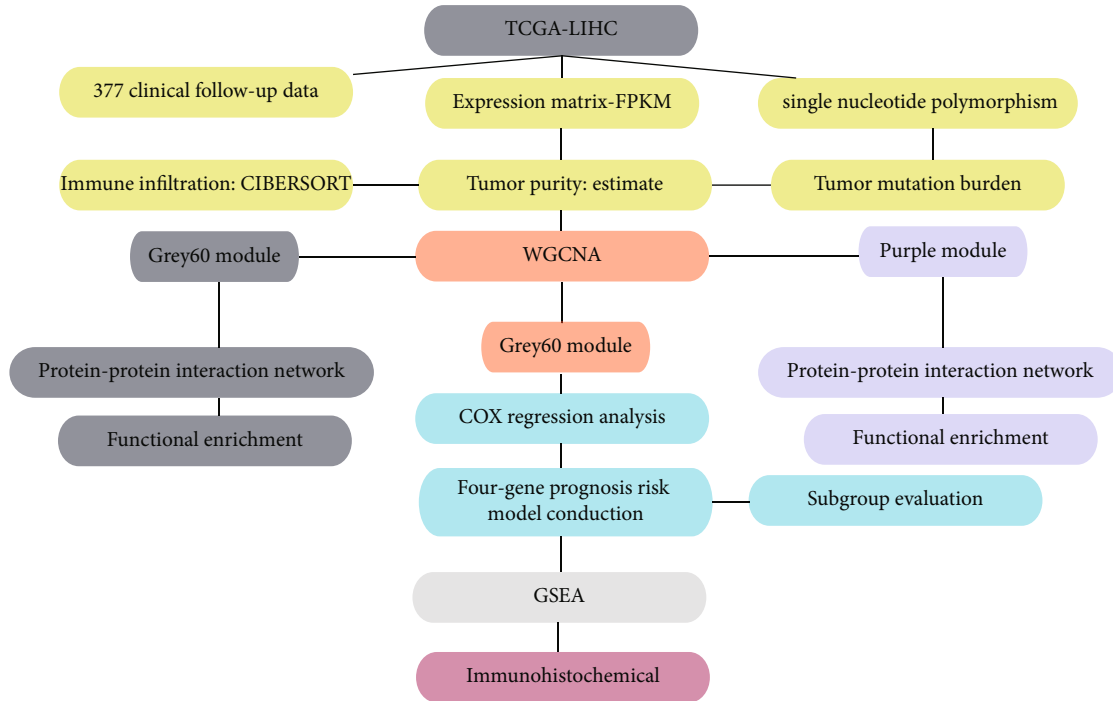 TCGA-LIHC
377 clinical follow-up data
Expression matrix-FPKM
single nucleotide polymorphism
Immune infiltration: CIBERSORT
Tumor purity: estimate
Tumor mutation burden
Grey60 module
WGCNA
Purple module
Grey60 module
Protein-protein interaction network
Protein-protein interaction network
COX regression analysis
Functional enrichment
Functional enrichment
Four-gene prognosis risk
model conduction
Subgroup evaluation
GSEA
Immunohistochemical